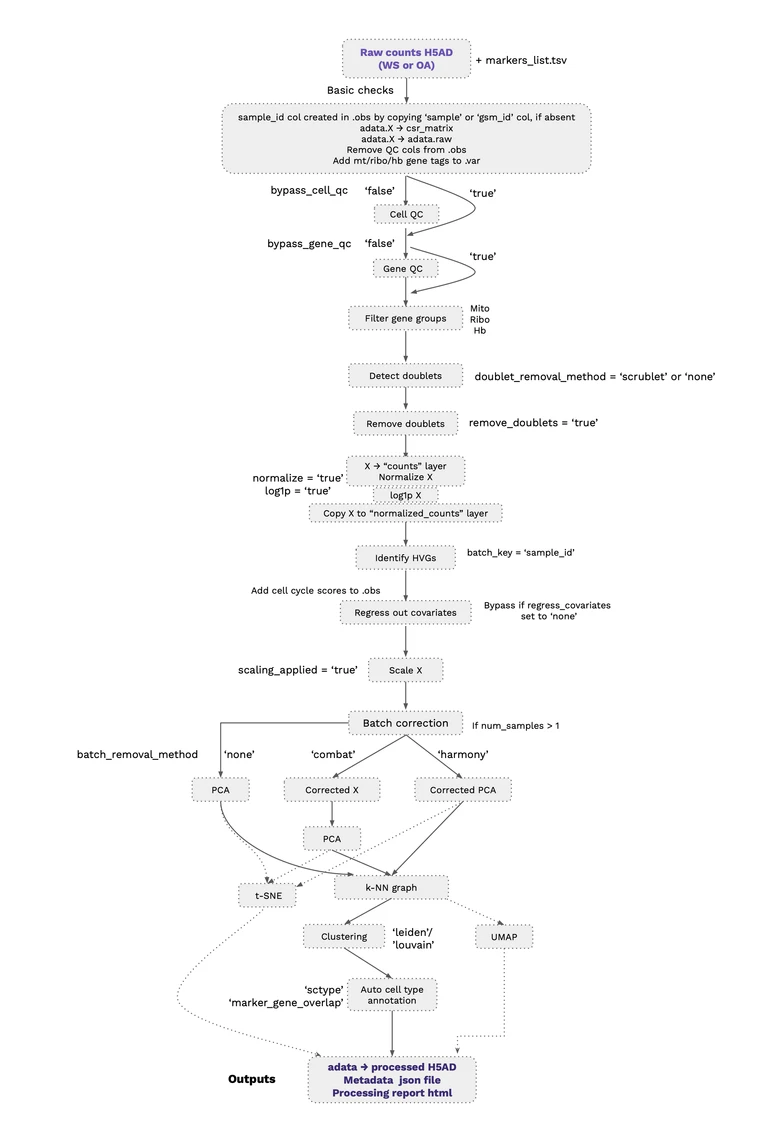 Raw counts H5AD
(WS or OA)
+ markers_list.tsv
Basic checks
sample_id col created in .obs by copying ‘sample’ or ‘gsm_id’ col, if absent
adata.X → csr_matrix
adata.X → adata.raw
Remove QC cols from .obs
Add mt/ribo/hb gene tags to .var
bypass_cell_qc
‘false’
‘true’
Cell QC
bypass_gene_qc
‘false’
‘true’
Gene QC
Filter gene groups
Mito
Ribo
Hb
Detect doublets
doublet_removal_method = ‘scrublet’ or ‘none’
Remove doublets
remove_doublets = ‘true’
X → “counts” layer
Normalize X
normalize = ‘true’
log1p = ‘true’
log1p X
Copy X to “normalized_counts” layer
Identify HVGs
batch_key = ‘sample_id’
Add cell cycle scores to .obs
Regress out covariates
Bypass if regress_covariates
set to ‘none’
scaling_applied = ‘true’
Scale X
Batch correction
If num_samples > 1
batch_removal_method
‘none’
‘combat’
‘harmony’
PCA
Corrected X
Corrected PCA
PCA
t-SNE
k-NN graph
Clustering
‘leiden’/
’louvain’
UMAP
‘sctype’
‘marker_gene_overlap’
Auto cell type
annotation
Outputs
adata → processed H5AD
Metadata json file
Processing report html